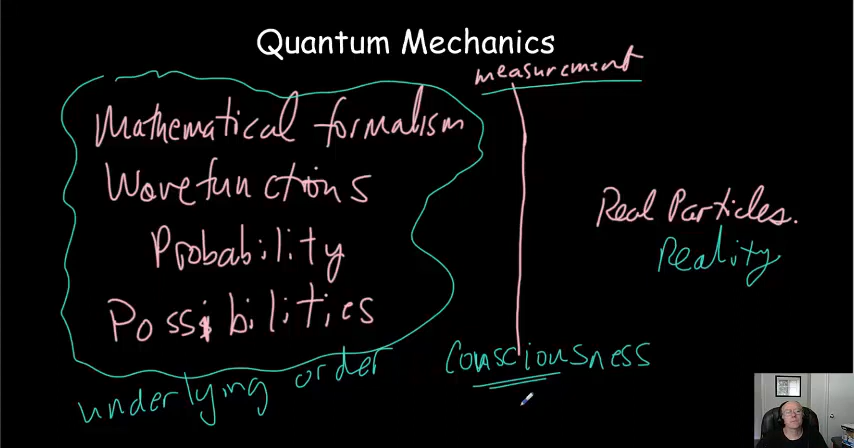 Quantum Mechanics
measurement
Mathematical formalism
Wavefunctions
Probability
Possibilities
Real Particles.
Reality
Consciousness
underlying order